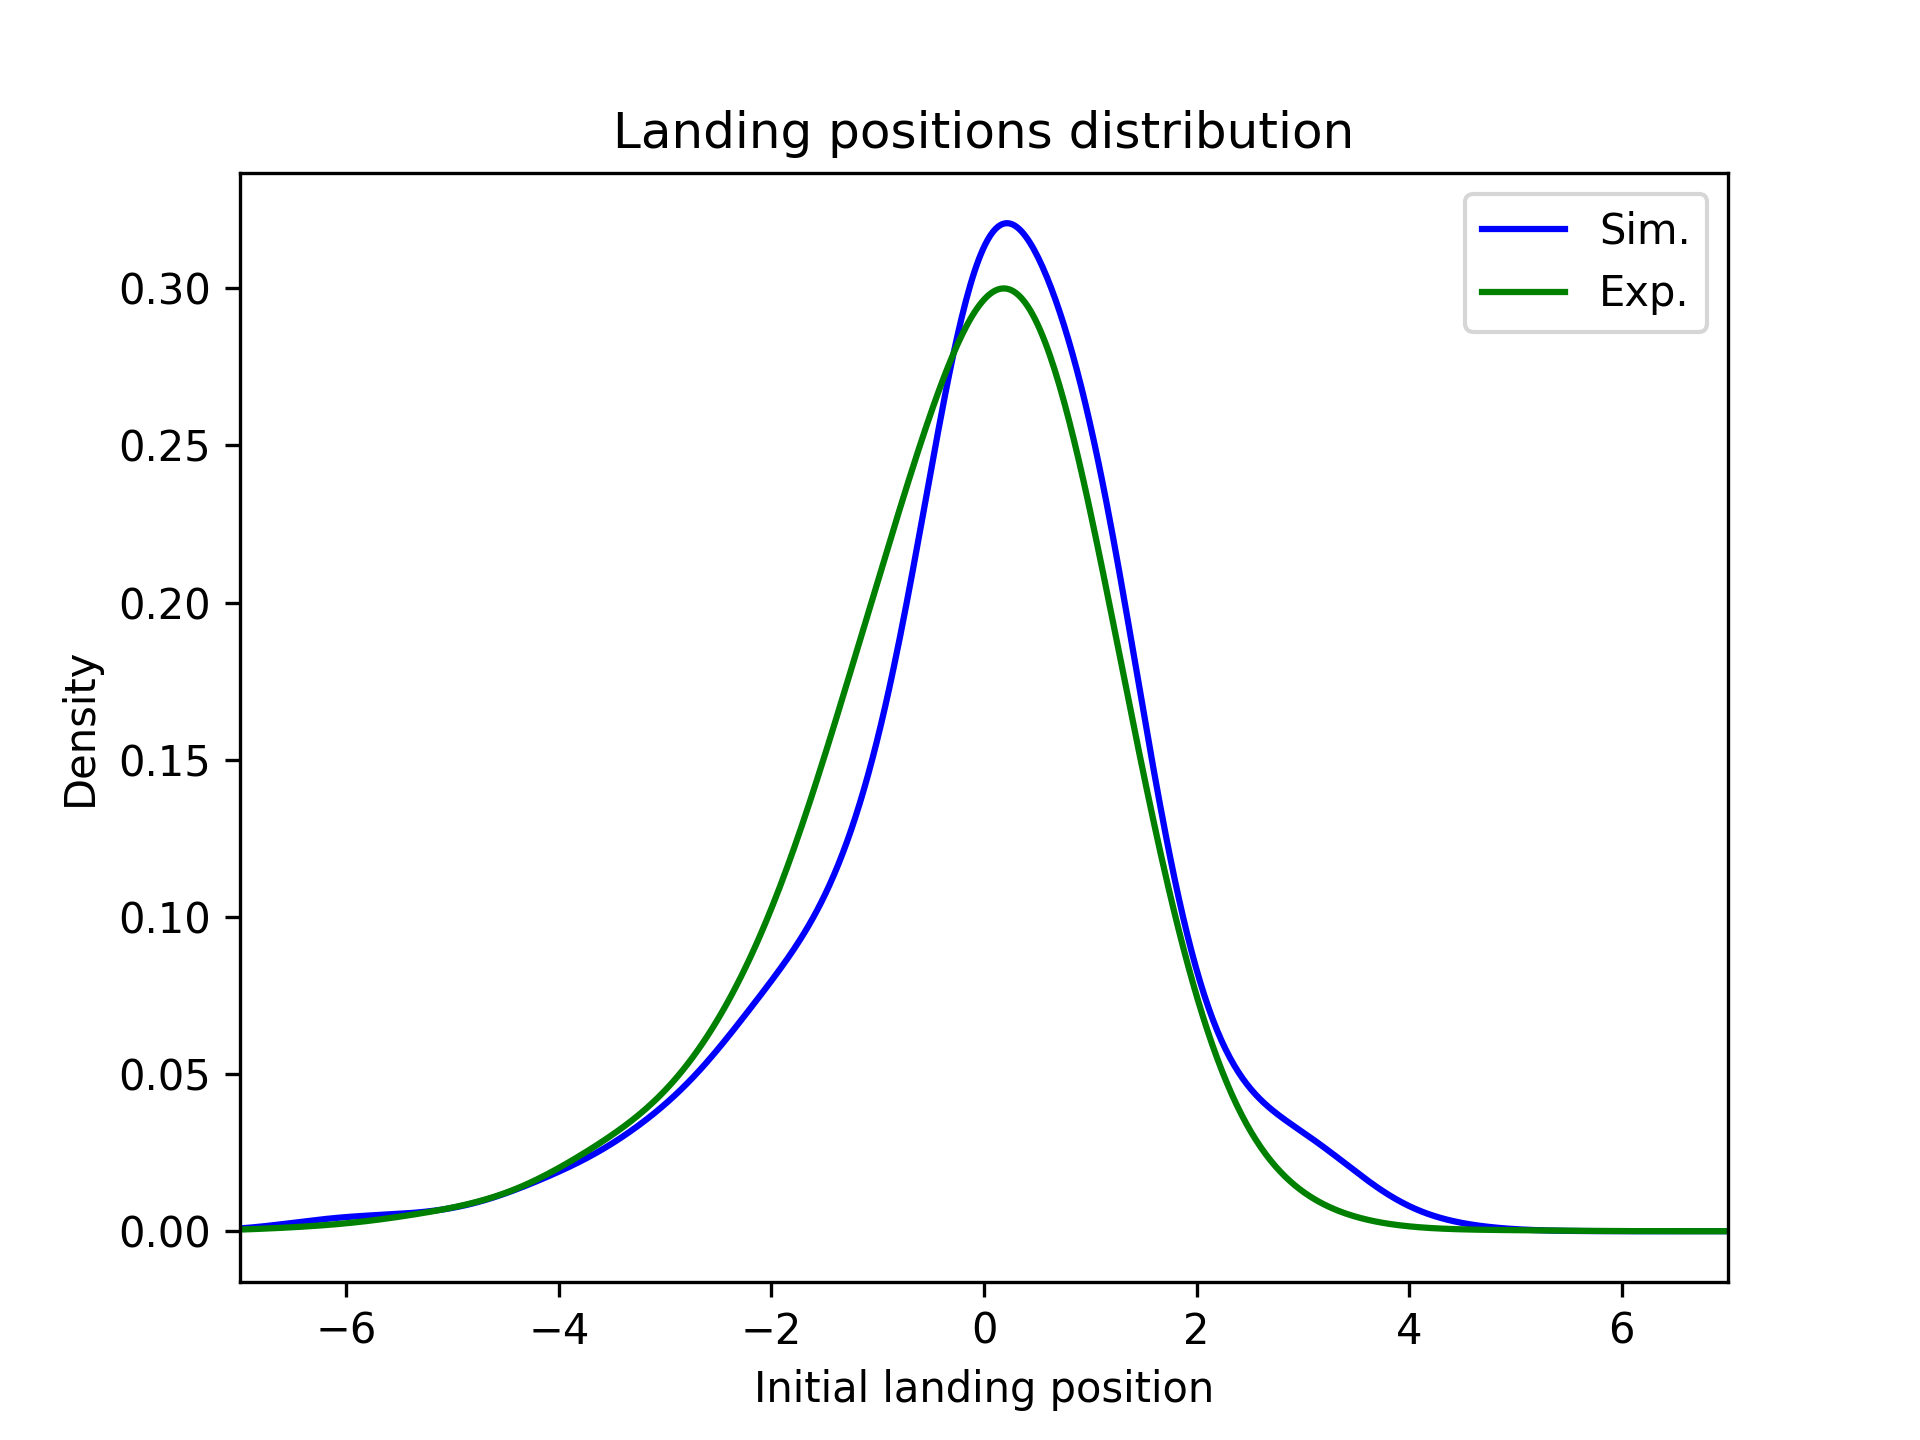 Landing positions distribution
Sim.
Exp.
Density
0.30
0.25
0.20
0.15
0.10
0.05
0.00
−6 −4 −2 0 2 4 6
Initial landing position